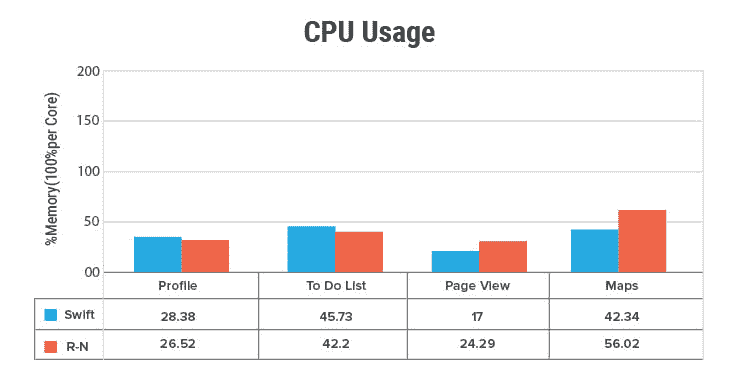 CPU Usage
%Memory(100%per Core)
200
150
100
50
00
Profile To Do List Page View Maps
Swift 28.38 45.73 17 42.34
R-N 26.52 42.2 24.29 56.02